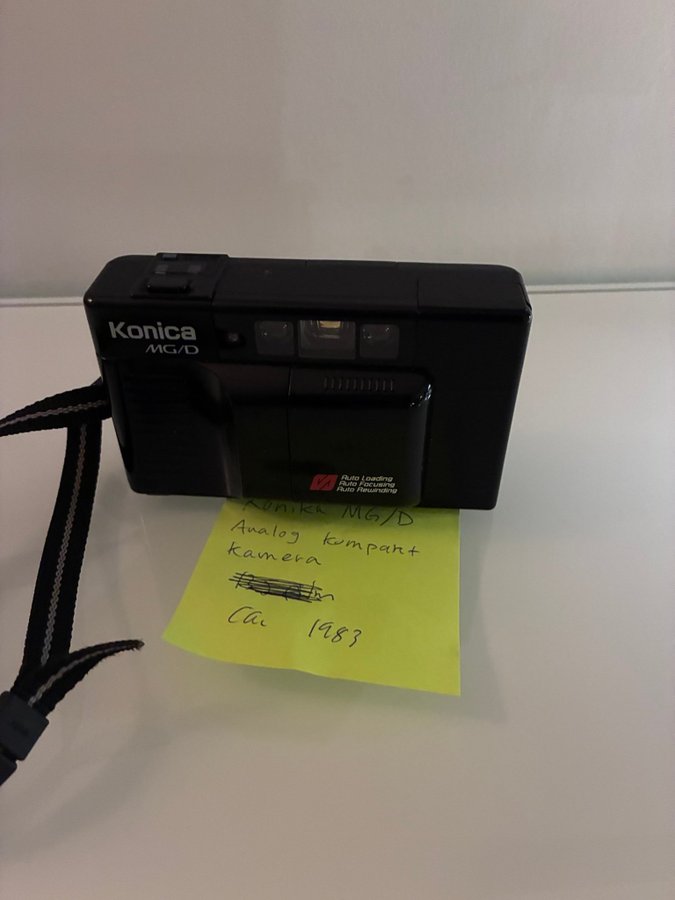 Konica
MG/D
Auto Loading
Auto Focusing
Auto Rewinding
Konika MG/D
Analog kompakt
kamera
Ca. 1983